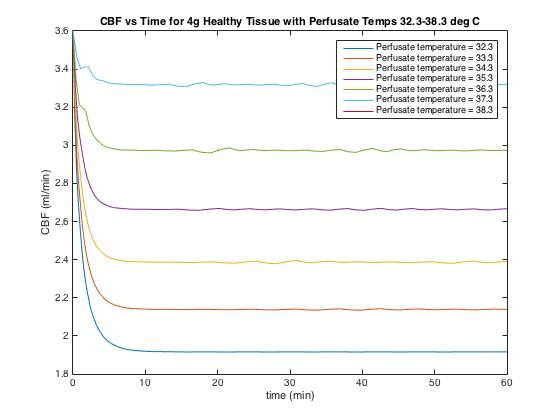 CBF vs Time for 4g Healthy Tissue with Perfusate Temps 32.3-38.3 deg C
3.6
3.4
3.2
3
2.8
2.6
2.4
2.2
2
1.8
CBF (ml/min)
Perfusate temperature = 32.3
Perfusate temperature = 33.3
Perfusate temperature = 34.3
Perfusate temperature = 35.3
Perfusate temperature = 36.3
Perfusate temperature = 37.3
Perfusate temperature = 38.3
0
10
20
30
40
50
60
time (min)